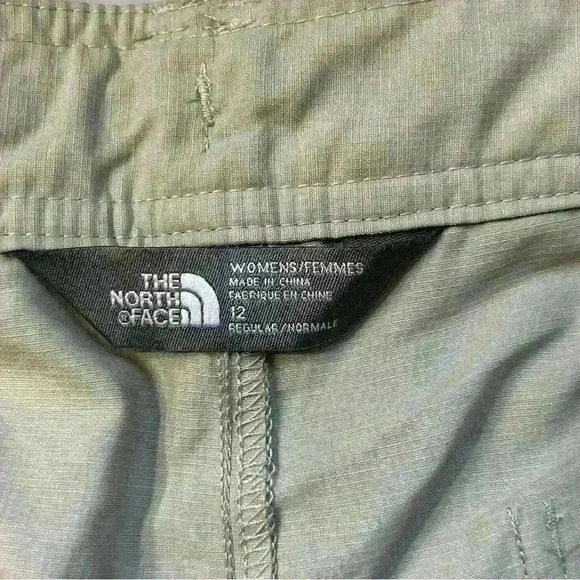 THE
NORTH
®FACE
WOMENS/FEMMES
MADE IN CHINA
FABRIQUE EN CHINE
12
REGULAR/NORMALE